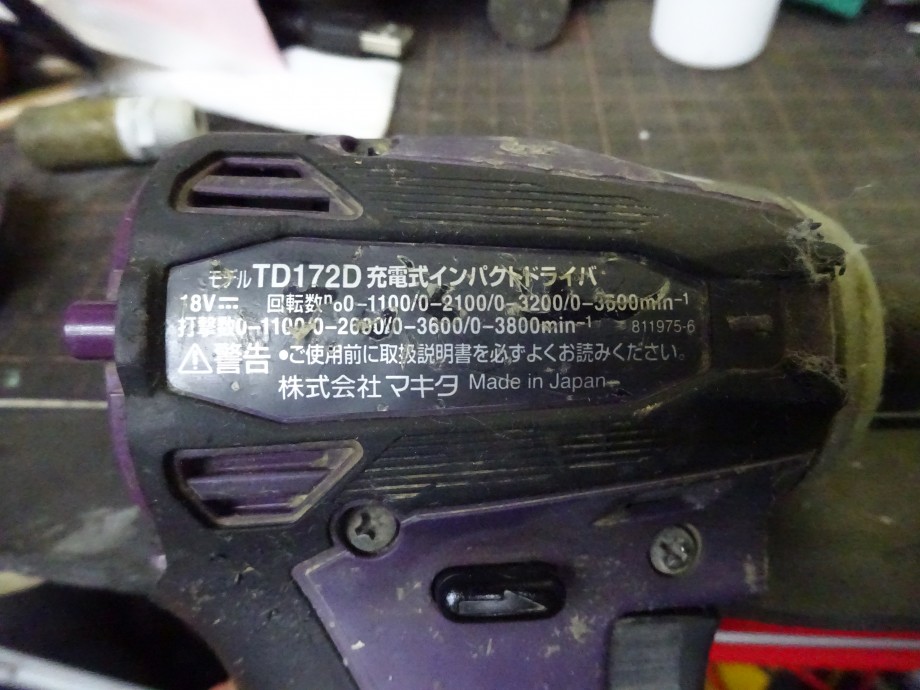 モデル TD172D 充電式インパクトドライバ
18V⎓ 回転数n₀0-1100/0-2100/0-3200/0-3600min⁻¹
打撃数0-1100/0-2600/0-3600/0-3800min⁻¹ 811975-6
⚠警告 •ご使用前に取扱説明書を必ずよくお読みください。
株式会社 マキタ Made in Japan